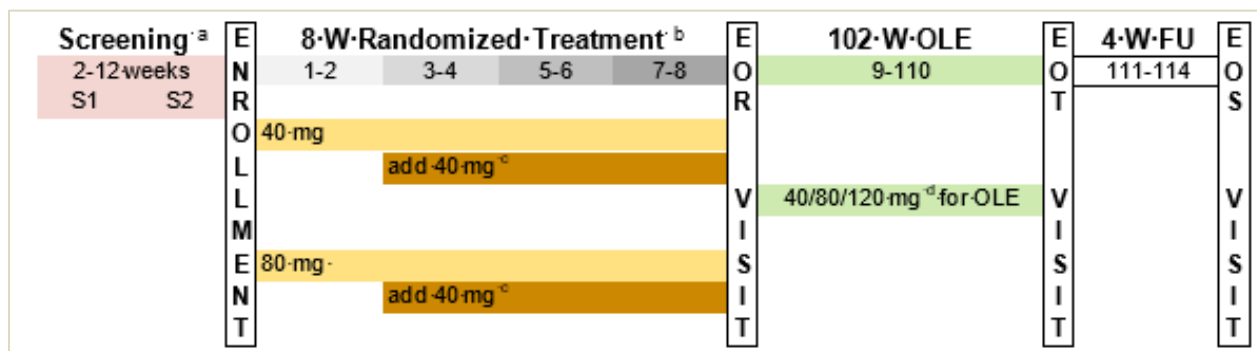 Screening·ᵃ
2-12·weeks
S1 S2
ENROLLMENT
8·W·Randomized·Treatment·ᵇ
1-2 3-4 5-6 7-8
40·mg
add·40·mg·ᶜ
80·mg·
add·40·mg·ᶜ
EOR VISIT
102·W·OLE
9-110
40/80/120·mg·ᵈ·for·OLE
EOT VISIT
4·W·FU
111-114
EOS VISIT